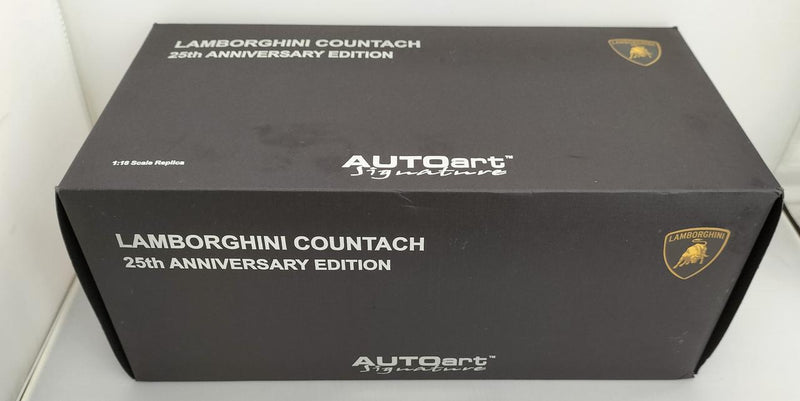 LAMBORGHINI COUNTACH
25th ANNIVERSARY EDITION
1:18 Scale Replica
AUTOart™
Signature
LAMBORGHINI COUNTACH
25th ANNIVERSARY EDITION
LAMBORGHINI
AUTOart™
Signature